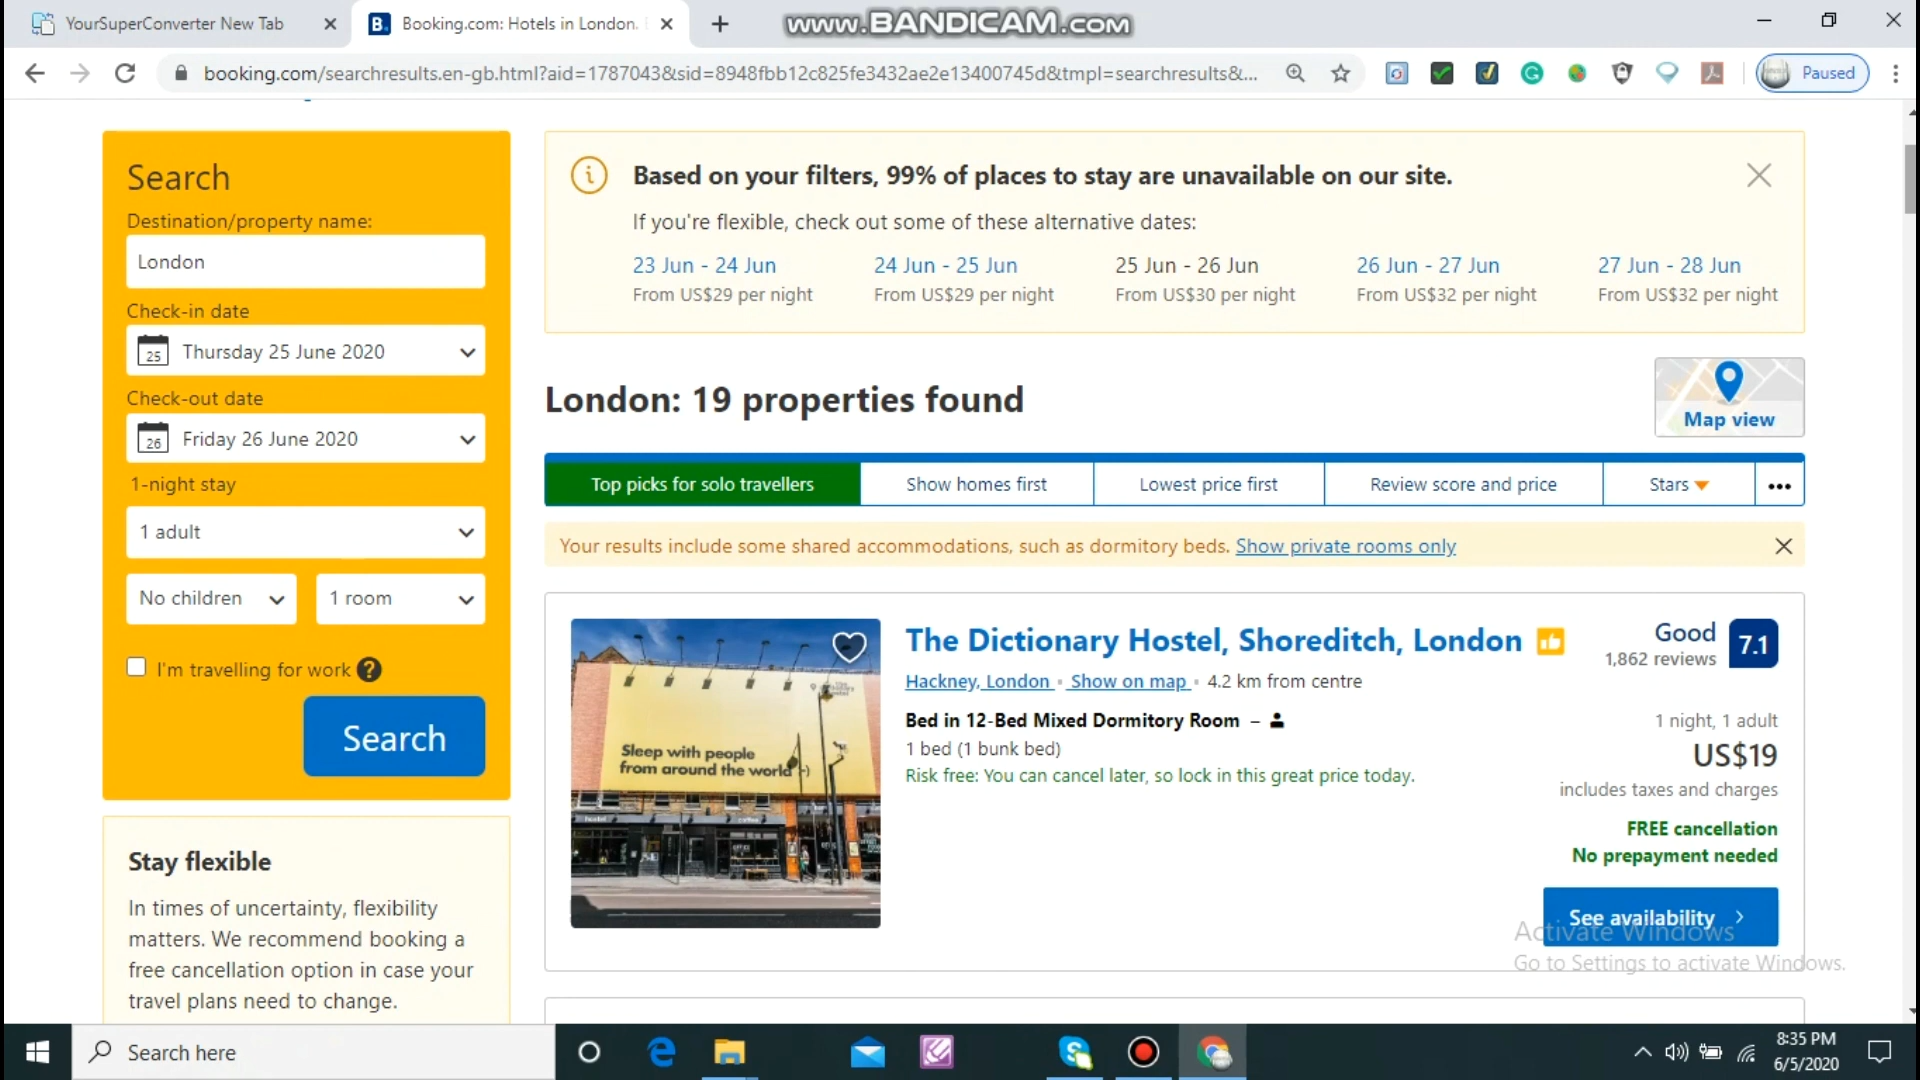 YourSuperConverter New Tab
Booking.com: Hotels in London.
www.BANDICAM.com
booking.com/searchresults.en-gb.html?aid=1787043&sid=8948fbb12c825fe3432ae2e13400745d&tmpl=searchresults&...
Paused
Search
Destination/property name:
London
Check-in date
25
Thursday 25 June 2020
Check-out date
26
Friday 26 June 2020
1-night stay
1 adult
No children
1 room
I'm travelling for work ?
Search
Stay flexible
In times of uncertainty, flexibility
matters. We recommend booking a
free cancellation option in case your
travel plans need to change.
Based on your filters, 99% of places to stay are unavailable on our site.
If you're flexible, check out some of these alternative dates:
23 Jun - 24 Jun
From US$29 per night
24 Jun - 25 Jun
From US$29 per night
25 Jun - 26 Jun
From US$30 per night
26 Jun - 27 Jun
From US$32 per night
27 Jun - 28 Jun
From US$32 per night
London: 19 properties found
Map view
Top picks for solo travellers
Show homes first
Lowest price first
Review score and price
Stars
Your results include some shared accommodations, such as dormitory beds. Show private rooms only
Sleep with people
from around the world :-)
The Dictionary Hostel, Shoreditch, London
Hackney, London • Show on map • 4.2 km from centre
Bed in 12-Bed Mixed Dormitory Room –
1 bed (1 bunk bed)
Risk free: You can cancel later, so lock in this great price today.
Good
1,862 reviews
7.1
1 night, 1 adult
US$19
includes taxes and charges
FREE cancellation
No prepayment needed
See availability
Activate Windows
Go to Settings to activate Windows.
Search here
8:35 PM
6/5/2020